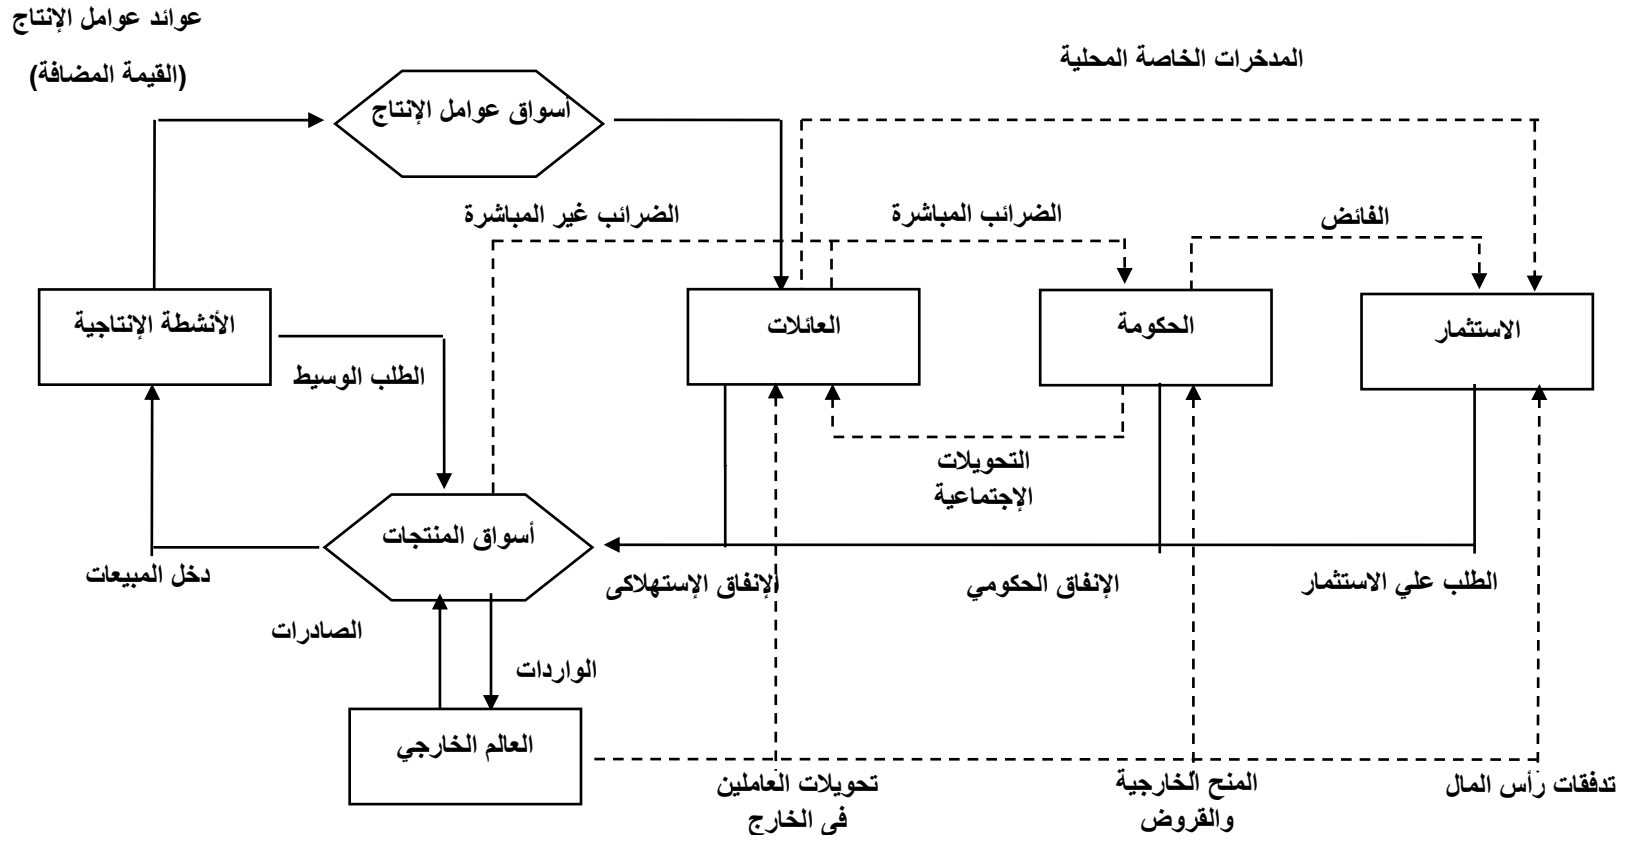 عوائد عوامل الإنتاج
(القيمة المضافة)
المدخرات الخاصة المحلية
أسواق عوامل الإنتاج
الضرائب غير المباشرة
الضرائب المباشرة
الفائض
الأنشطة الإنتاجية
العائلات
الحكومة
الاستثمار
الطلب الوسيط
التحويلات
الإجتماعية
أسواق المنتجات
دخل المبيعات
الإنفاق الإستهلاكى
الإنفاق الحكومي
الطلب علي الاستثمار
الصادرات
الواردات
العالم الخارجي
تحويلات العاملين
فى الخارج
المنح الخارجية
والقروض
تدفقات رأس المال